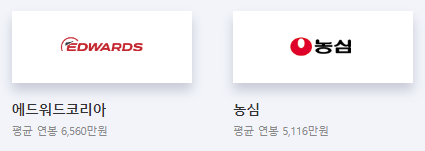 EDWARDS
농심
에드워드코리아
평균 연봉 6,560만원
농심
평균 연봉 5,116만원